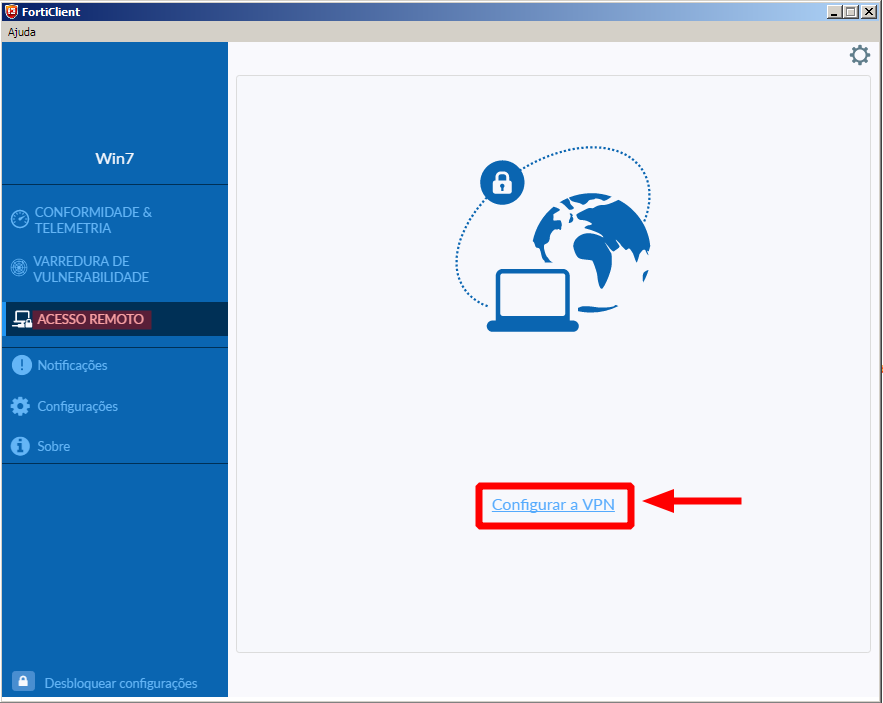 FortiClient
Ajuda
Win7
CONFORMIDADE &
TELEMETRIA
VARREDURA DE
VULNERABILIDADE
ACESSO REMOTO
Notificações
Configurações
Sobre
Desbloquear configurações
Configurar a VPN